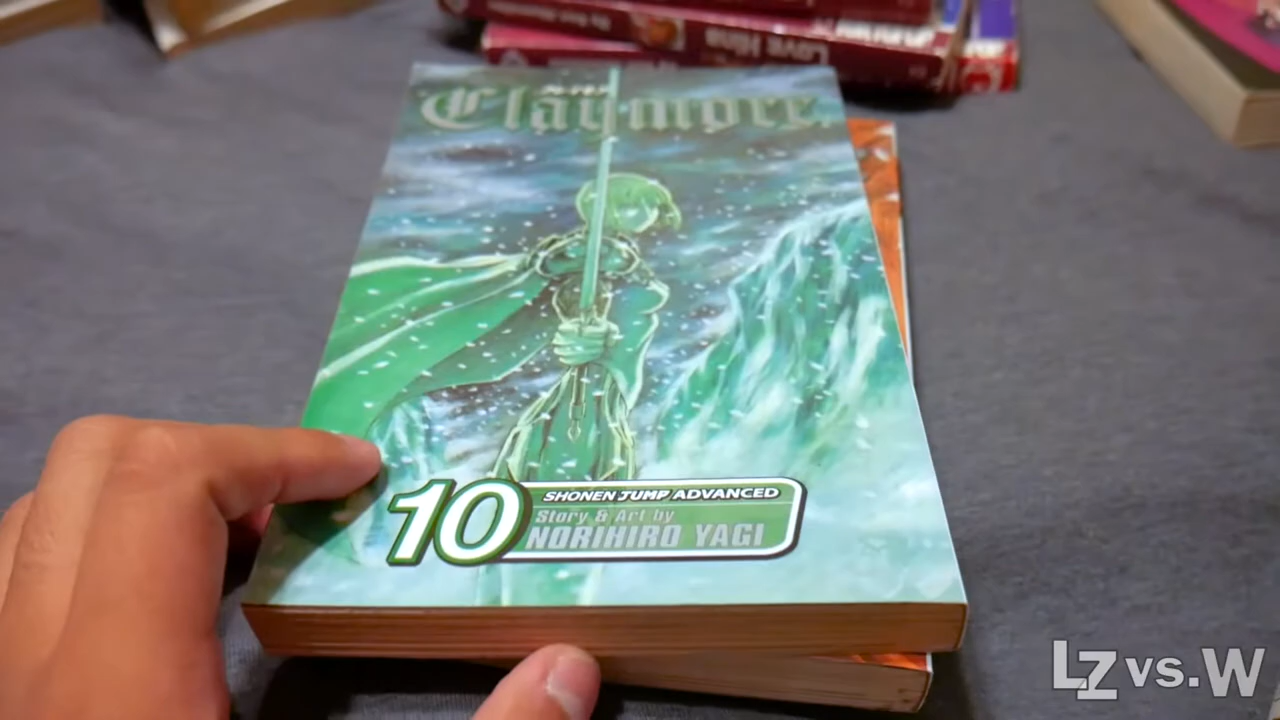 Love Hina
Claymore
10
SHONEN JUMP ADVANCED
Story & Art by
NORIHIRO YAGI
LZ vs. W